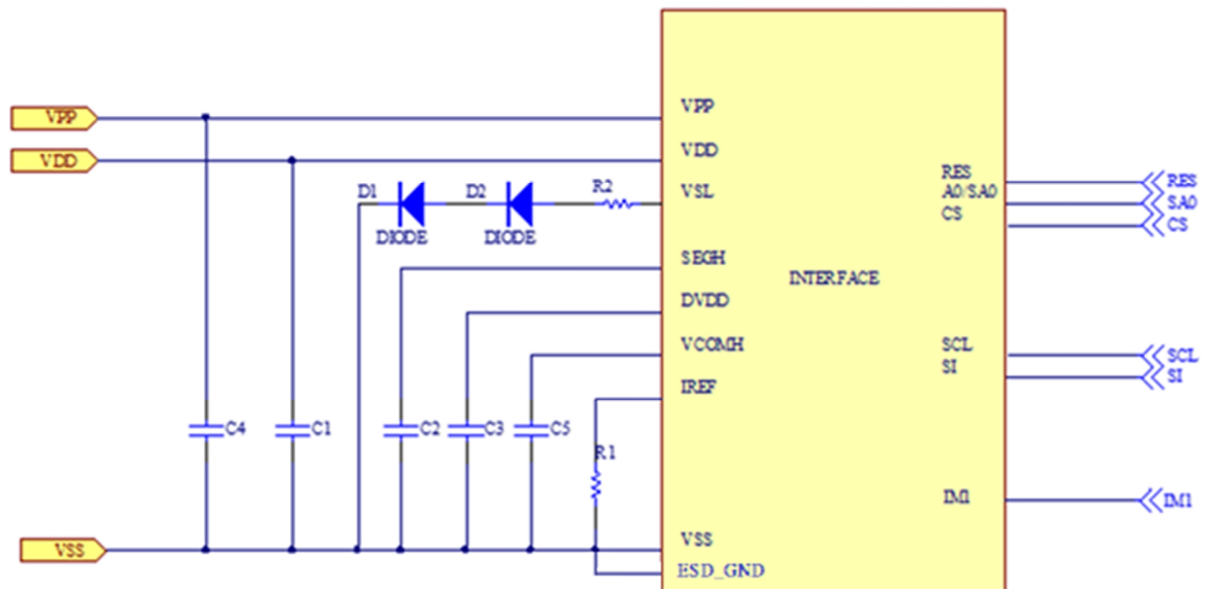 VPP
VPP
VDD
VDD
RES
RES
D1
D2
R2
VSL
A0/SA0
SA0
CS
CS
DIODE
DIODE
SEGH
INTERFACE
DVDD
VCOMH
SCL
SCL
SI
SI
IREF
C4
C1
C2
C3
C5
R1
IM1
IM1
VSS
VSS
ESD_GND